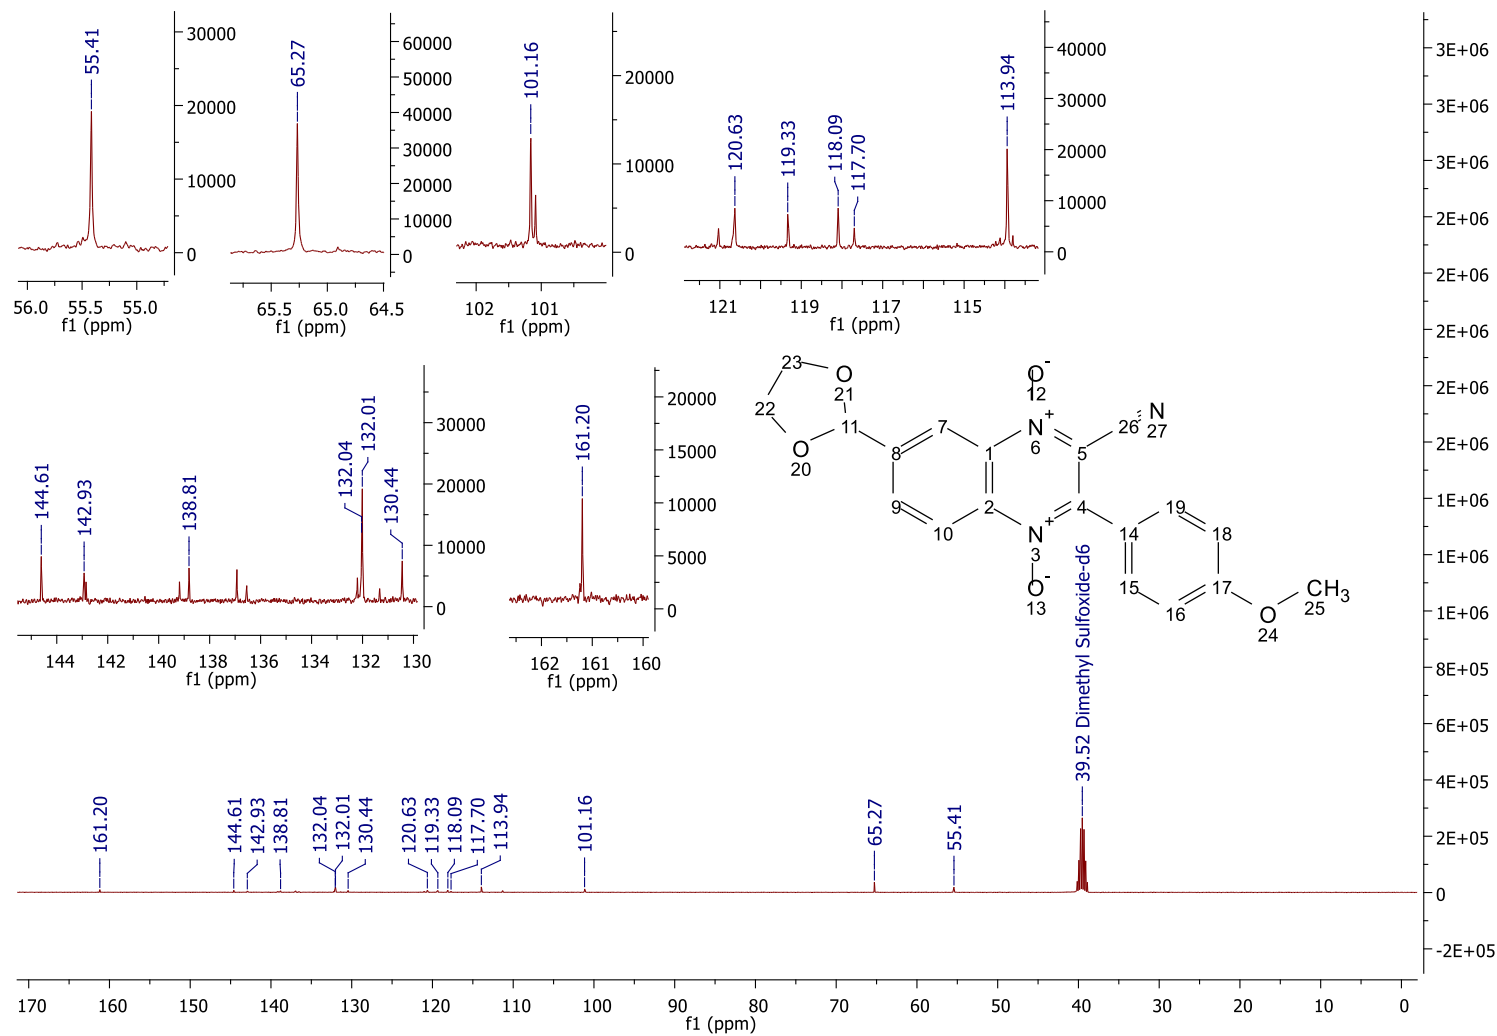 55.41
30000
20000
10000
0
56.0 55.5 55.0
f1 (ppm)
65.27
60000
50000
40000
30000
20000
10000
0
65.5 65.0 64.5
f1 (ppm)
101.16
20000
10000
0
102 101
f1 (ppm)
120.63
119.33
118.09
117.70
113.94
40000
30000
20000
10000
0
121 119 117 115
f1 (ppm)
144.61
142.93
138.81
132.04
132.01
130.44
30000
20000
10000
0
144 142 140 138 136 134 132 130
f1 (ppm)
161.20
20000
15000
10000
5000
0
162 161 160
f1 (ppm)
23
O
21
22
O
20
11
8
7
1
9
10
2
O-
12
N+
6
5
26
N
27
N+
3
4
O-
13
14
19
18
15
16
17
O
24
CH3
25
161.20
144.61
142.93
138.81
132.04
132.01
130.44
120.63
119.33
118.09
117.70
113.94
101.16
65.27
55.41
39.52 Dimethyl Sulfoxide-d6
3E+06
3E+06
3E+06
2E+06
2E+06
2E+06
2E+06
2E+06
1E+06
1E+06
1E+06
8E+05
6E+05
4E+05
2E+05
0
-2E+05
170 160 150 140 130 120 110 100 90 80 70 60 50 40 30 20 10 0
f1 (ppm)